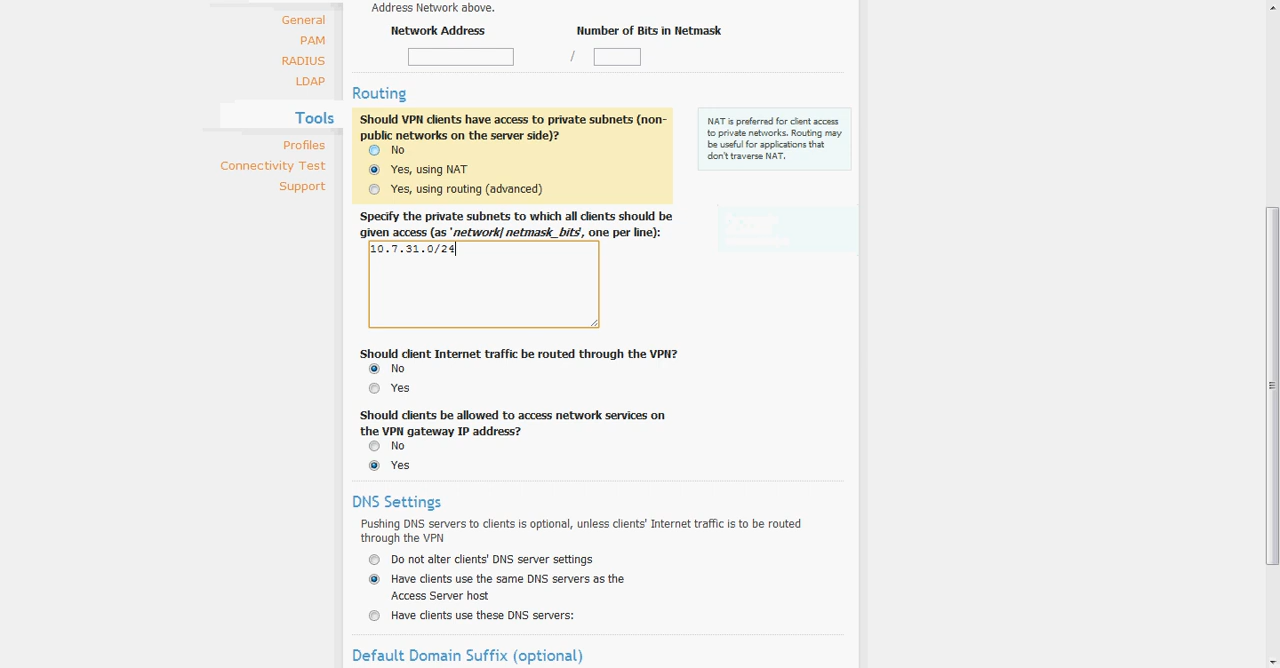 Address Network above.
General
Network Address
Number of Bits in Netmask
PAM
/
RADIUS
LDAP
Routing
Tools
Should VPN clients have access to private subnets (non-
public networks on the server side)?
No
Yes, using NAT
Yes, using routing (advanced)
NAT is preferred for client access
to private networks. Routing may
be useful for applications that
don't traverse NAT.
Profiles
Connectivity Test
Support
Specify the private subnets to which all clients should be
given access (as 'network/netmask_bits', one per line):
10.7.31.0/24
Should client Internet traffic be routed through the VPN?
No
Yes
Should clients be allowed to access network services on
the VPN gateway IP address?
No
Yes
DNS Settings
Pushing DNS servers to clients is optional, unless clients' Internet traffic is to be routed
through the VPN
Do not alter clients' DNS server settings
Have clients use the same DNS servers as the
Access Server host
Have clients use these DNS servers:
Default Domain Suffix (optional)